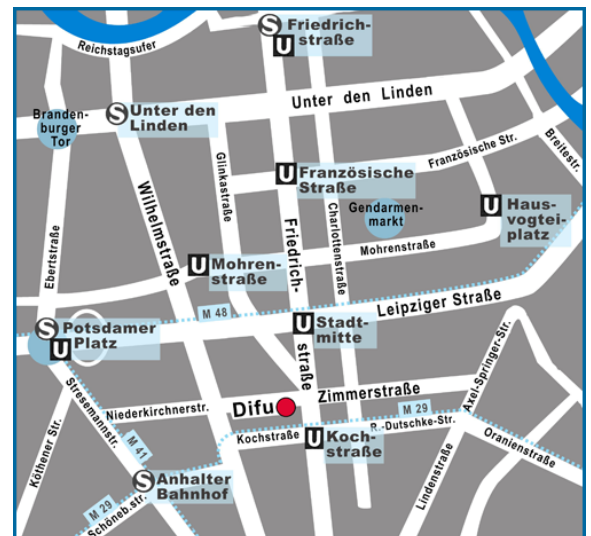 S Friedrich-
U straße
Reichstagsufer
Unter den Linden
S Unter den
Linden
Branden-
burger
Tor
Breitestr.
Französische Str.
Glinkastraße
U Französische
Straße
Wilhelmstraße
Gendarmen-
markt
U Haus-
vogtei-
platz
Charlottenstraße
Friedrich-
straße
Ebertstraße
Mohrenstraße
U Mohren-
straße
M 48
Leipziger Straße
S Potsdamer
U Platz
U Stadt-
mitte
Axel-Springer-Str.
Stresemannstr.
Zimmerstraße
Niederkirchnerstr.
Difu
M 29
R.-Dutschke-Str.
Kochstraße
U Koch-
straße
Oranienstraße
Köthener Str.
M 41
Lindenstraße
S Anhalter
Bahnhof
M 29
Schöneb.str.